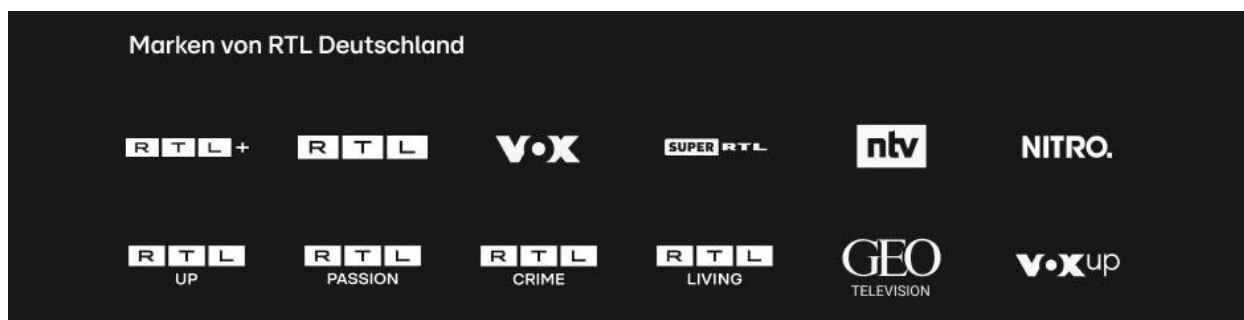 Marken von RTL Deutschland
RTL+
RTL
VOX
SUPER RTL
ntv
NITRO.
RTL
UP
RTL
PASSION
RTL
CRIME
RTL
LIVING
GEO
TELEVISION
VOXup